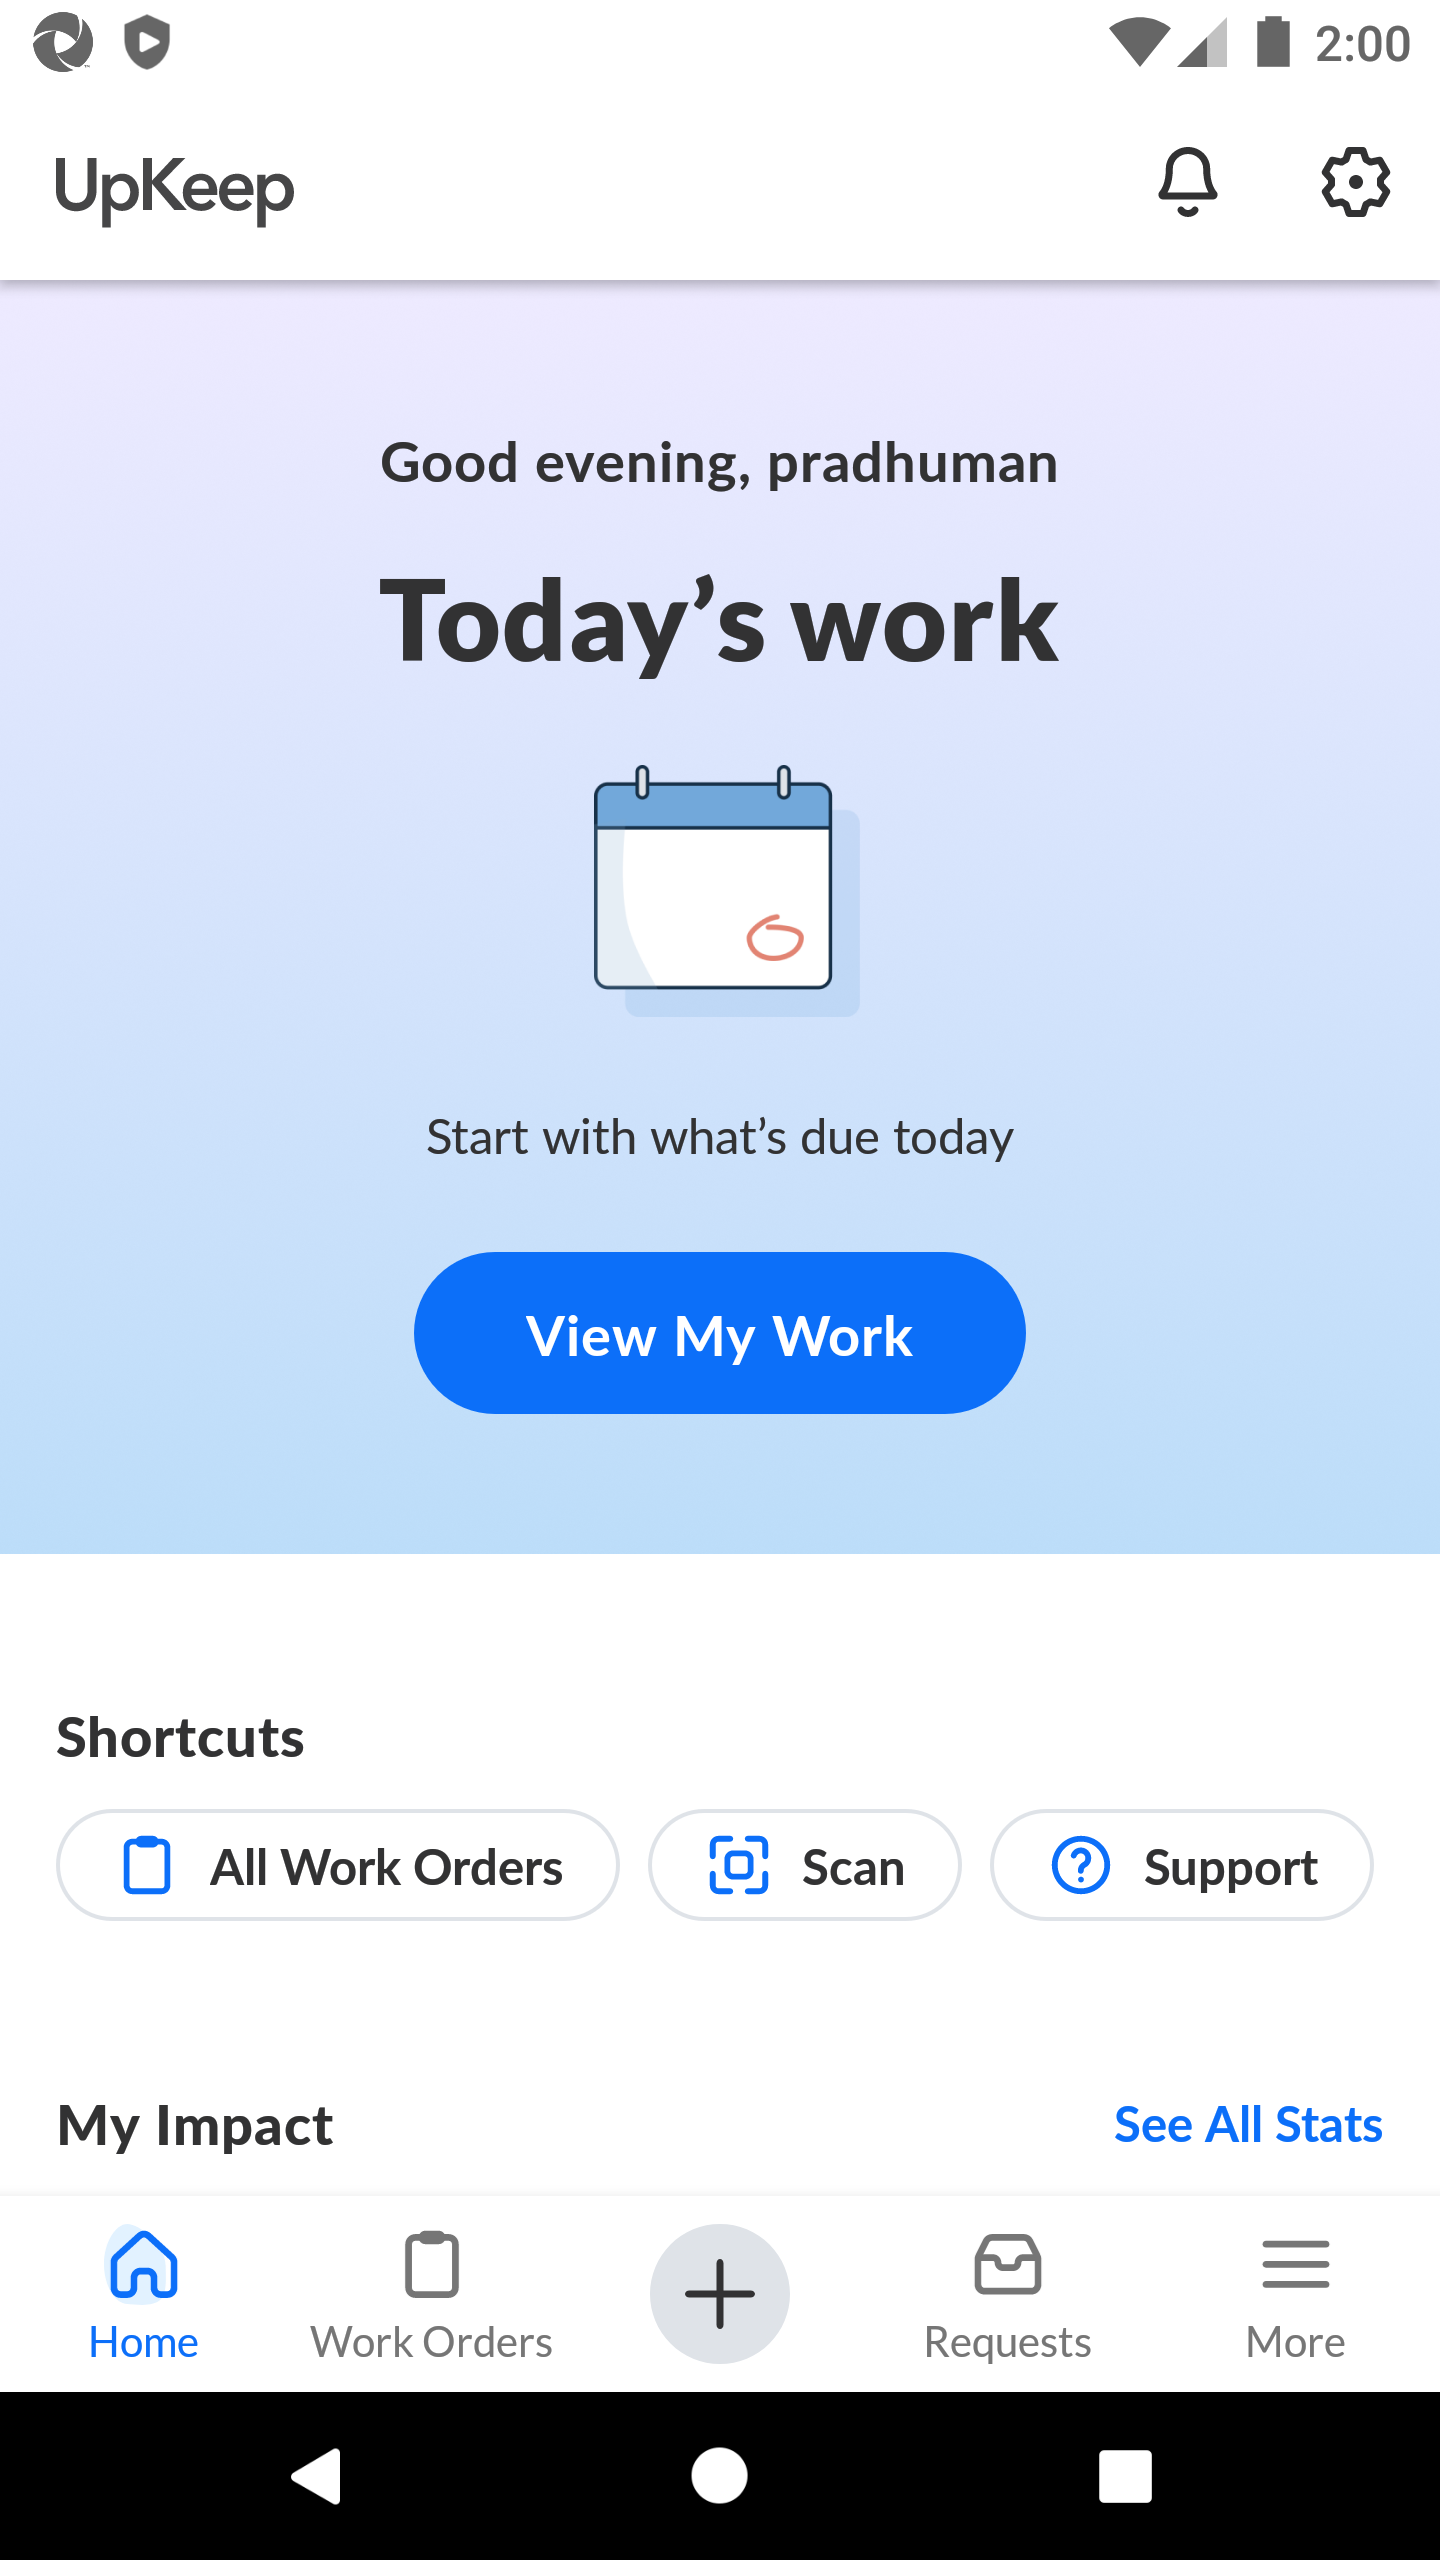 2:00
UpKeep
Good evening, pradhuman
Today’s work
Start with what’s due today
View My Work
Shortcuts
All Work Orders
Scan
Support
My Impact
See All Stats
Home
Work Orders
Requests
More